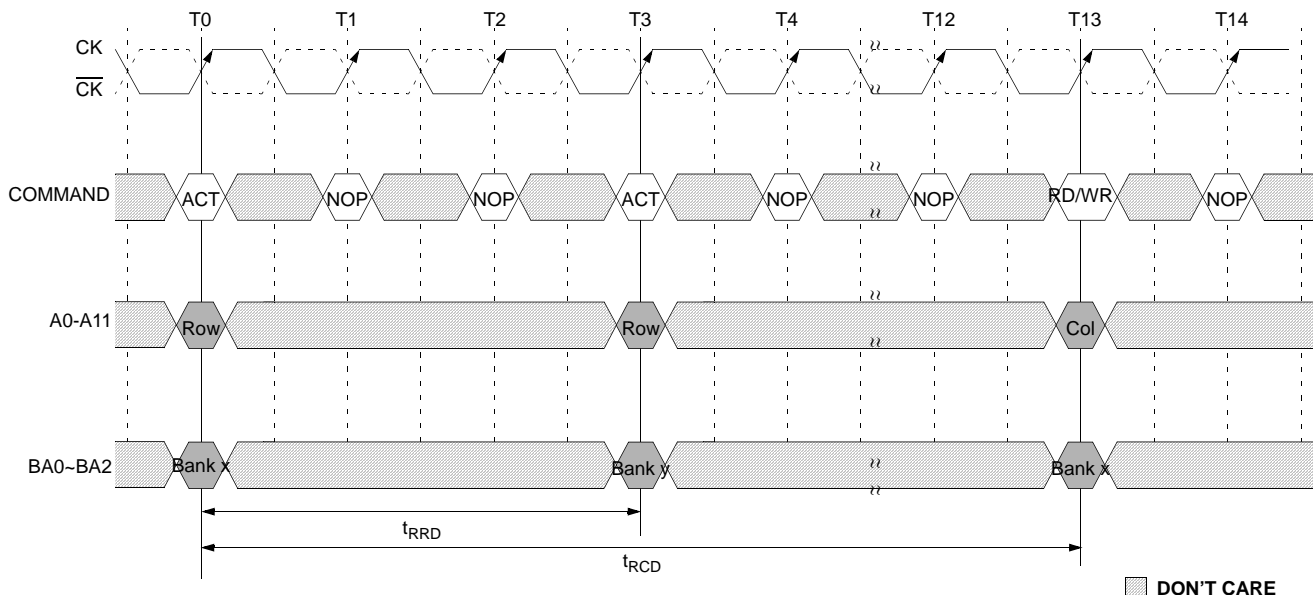 T0 T1 T2 T3 T4 T12 T13 T14
CK
CK
COMMAND ACT NOP NOP ACT NOP NOP RD/WR NOP
A0-A11 Row Row Col
BA0~BA2 Bank x Bank y Bank x
tRRD
tRCD
DON'T CARE